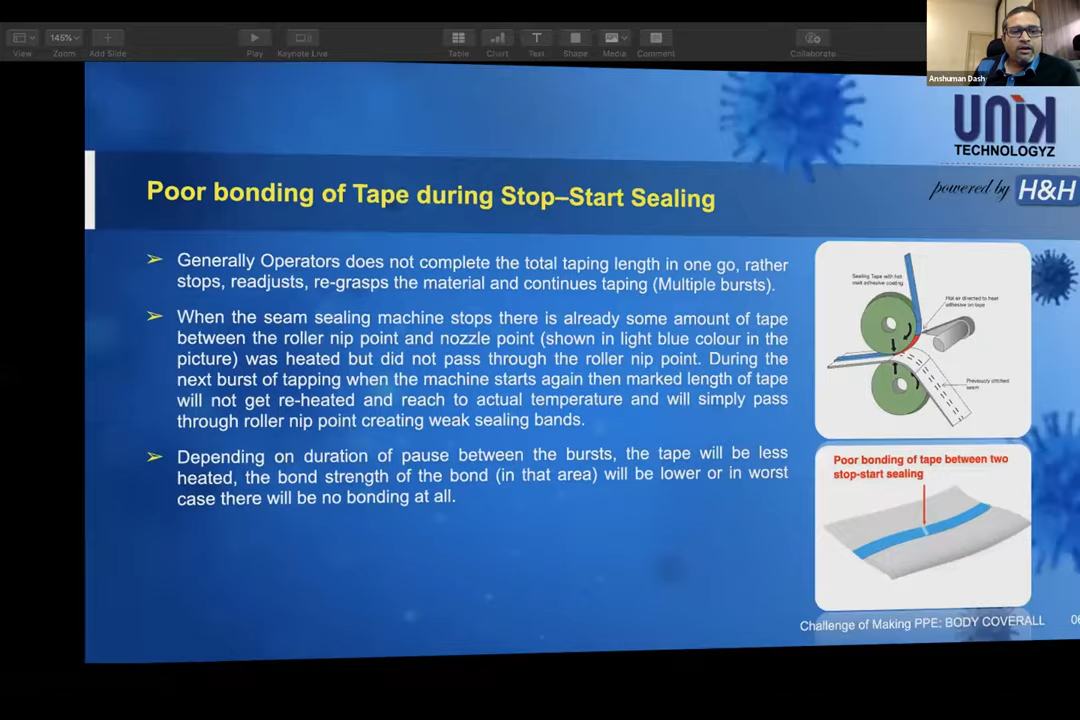 View
145%
Zoom
Add Slide
Play
Keynote Live
Table
Chart
Text
Shape
Media
Comment
Collaborate
Anshuman Dash
UNIK
TECHNOLOGYZ
powered by H&H
Poor bonding of Tape during Stop–Start Sealing
Generally Operators does not complete the total taping length in one go, rather
stops, readjusts, re-grasps the material and continues taping (Multiple bursts).
When the seam sealing machine stops there is already some amount of tape
between the roller nip point and nozzle point (shown in light blue colour in the
picture) was heated but did not pass through the roller nip point. During the
next burst of tapping when the machine starts again then marked length of tape
will not get re-heated and reach to actual temperature and will simply pass
through roller nip point creating weak sealing bands.
Depending on duration of pause between the bursts, the tape will be less
heated, the bond strength of the bond (in that area) will be lower or in worst
case there will be no bonding at all.
Sealing Tape with hot
melt adhesive coating
Hot air directed to heat
adhesive on tape
Previously stitched
seam
Poor bonding of tape between two
stop-start sealing
Challenge of Making PPE: BODY COVERALL